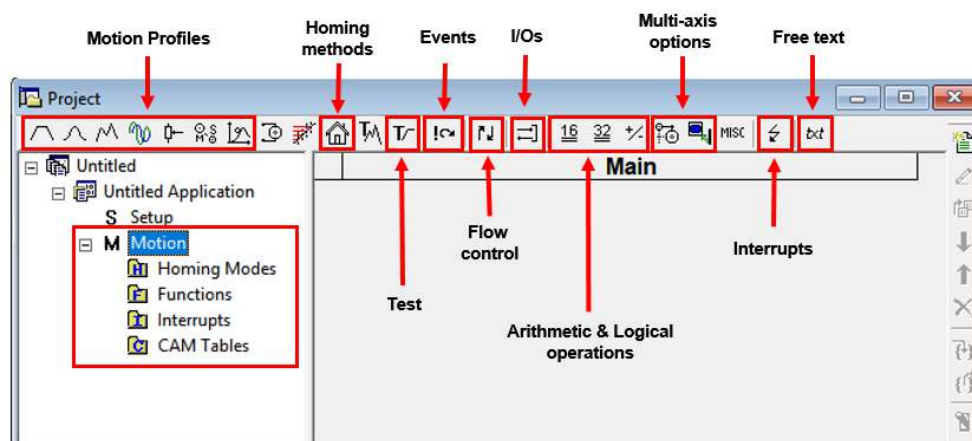 Motion Profiles
Homing
methods
Events
I/Os
Multi-axis
options
Free text
Project
T
16
32
+/-
MISC
txt
Untitled
Main
Untitled Application
S Setup
M Motion
H Homing Modes
F Functions
I Interrupts
C CAM Tables
Flow
control
Interrupts
Test
Arithmetic & Logical
operations